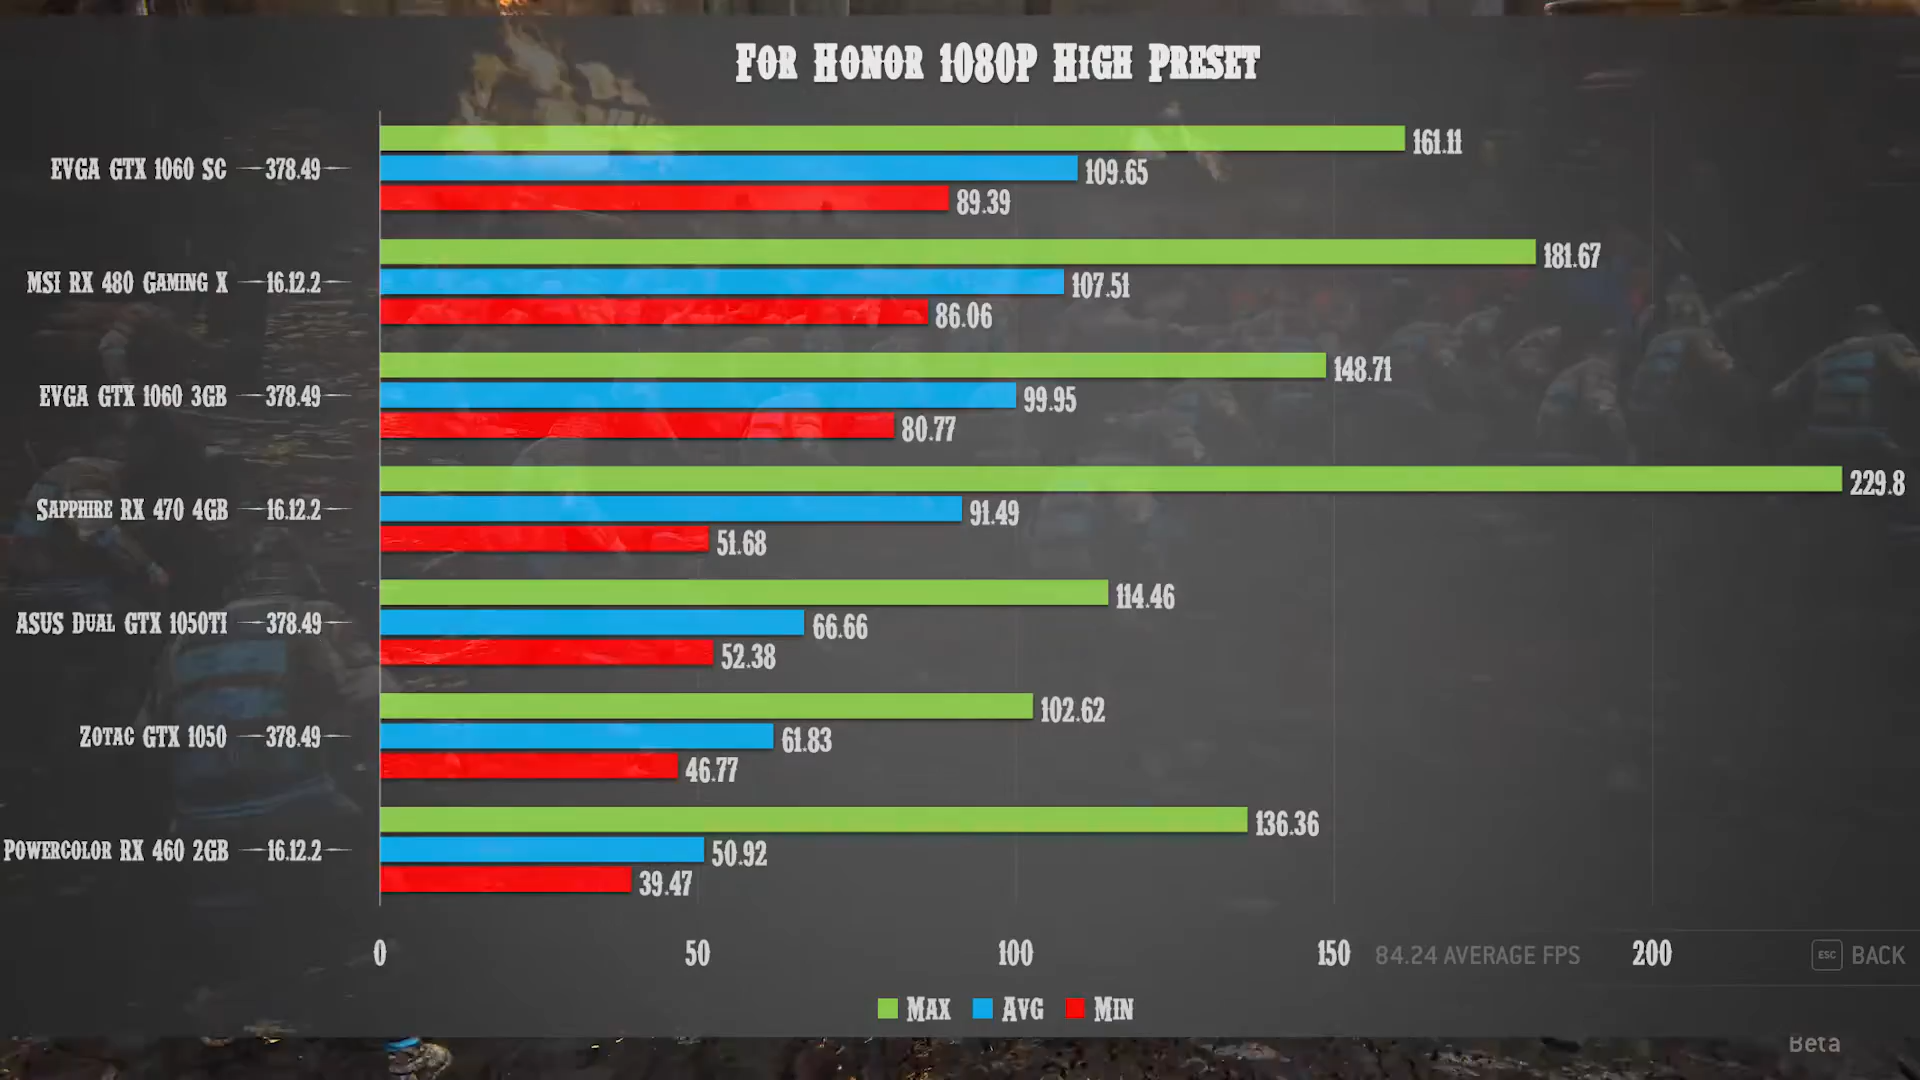 For Honor 1080P High Preset
EVGA GTX 1060 SC —378.49—
161.11
109.65
89.39
MSI RX 480 Gaming X —16.12.2—
181.67
107.51
86.06
EVGA GTX 1060 3GB —378.49—
148.71
99.95
80.77
Sapphire RX 470 4GB —16.12.2—
229.8
91.49
51.68
ASUS Dual GTX 1050TI —378.49—
114.46
66.66
52.38
Zotac GTX 1050 —378.49—
102.62
61.83
46.77
Powercolor RX 460 2GB —16.12.2—
136.36
50.92
39.47
0 50 100 150 200
84.24 AVERAGE FPS
ESC BACK
Max Avg Min
Beta